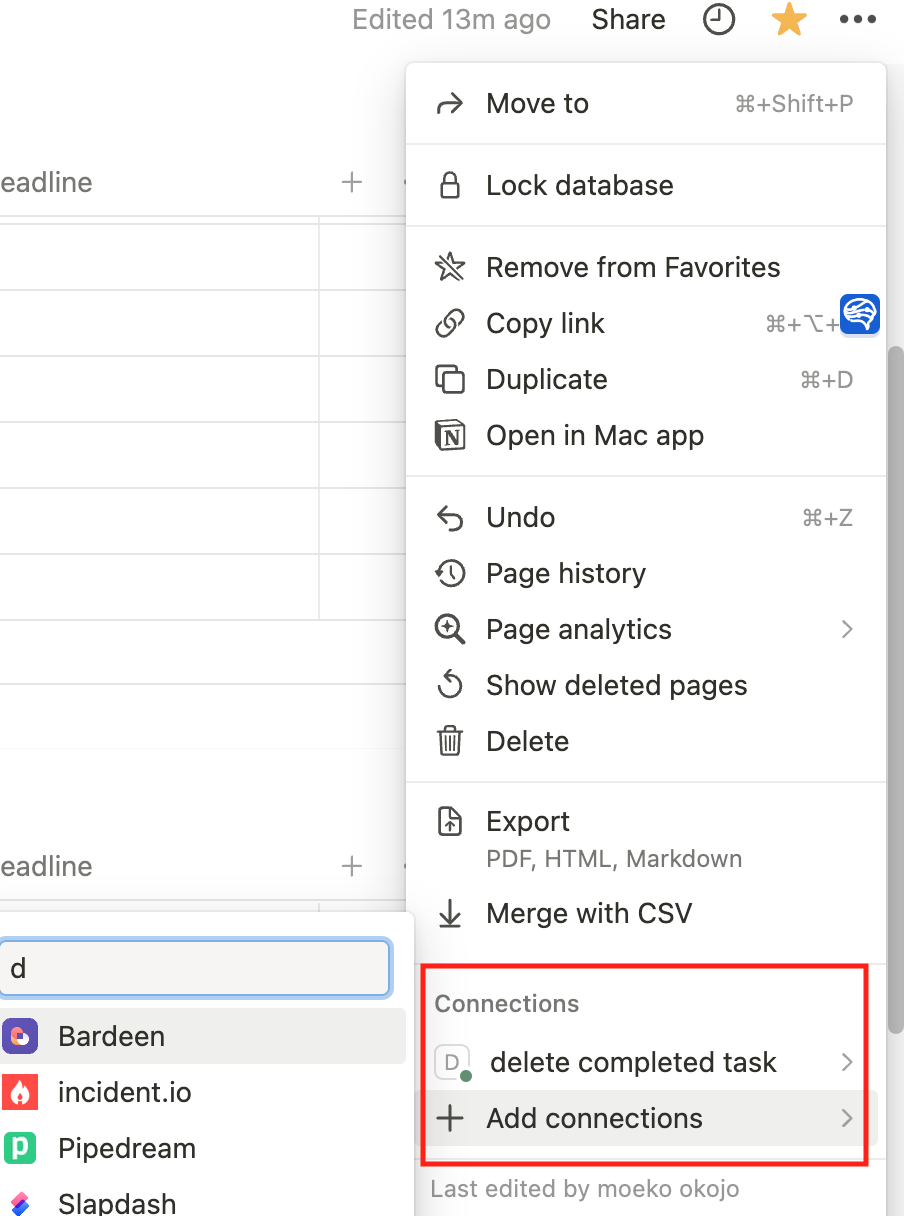 Edited 13m ago Share
Move to ⌘+Shift+P
eadline
Lock database
Remove from Favorites
Copy link ⌘+⌥+
Duplicate ⌘+D
N Open in Mac app
Undo ⌘+Z
Page history
Page analytics
Show deleted pages
Delete
Export
PDF, HTML, Markdown
eadline
Merge with CSV
d
Bardeen
incident.io
p Pipedream
Slapdash
Connections
D delete completed task
Add connections
Last edited by moeko okojo